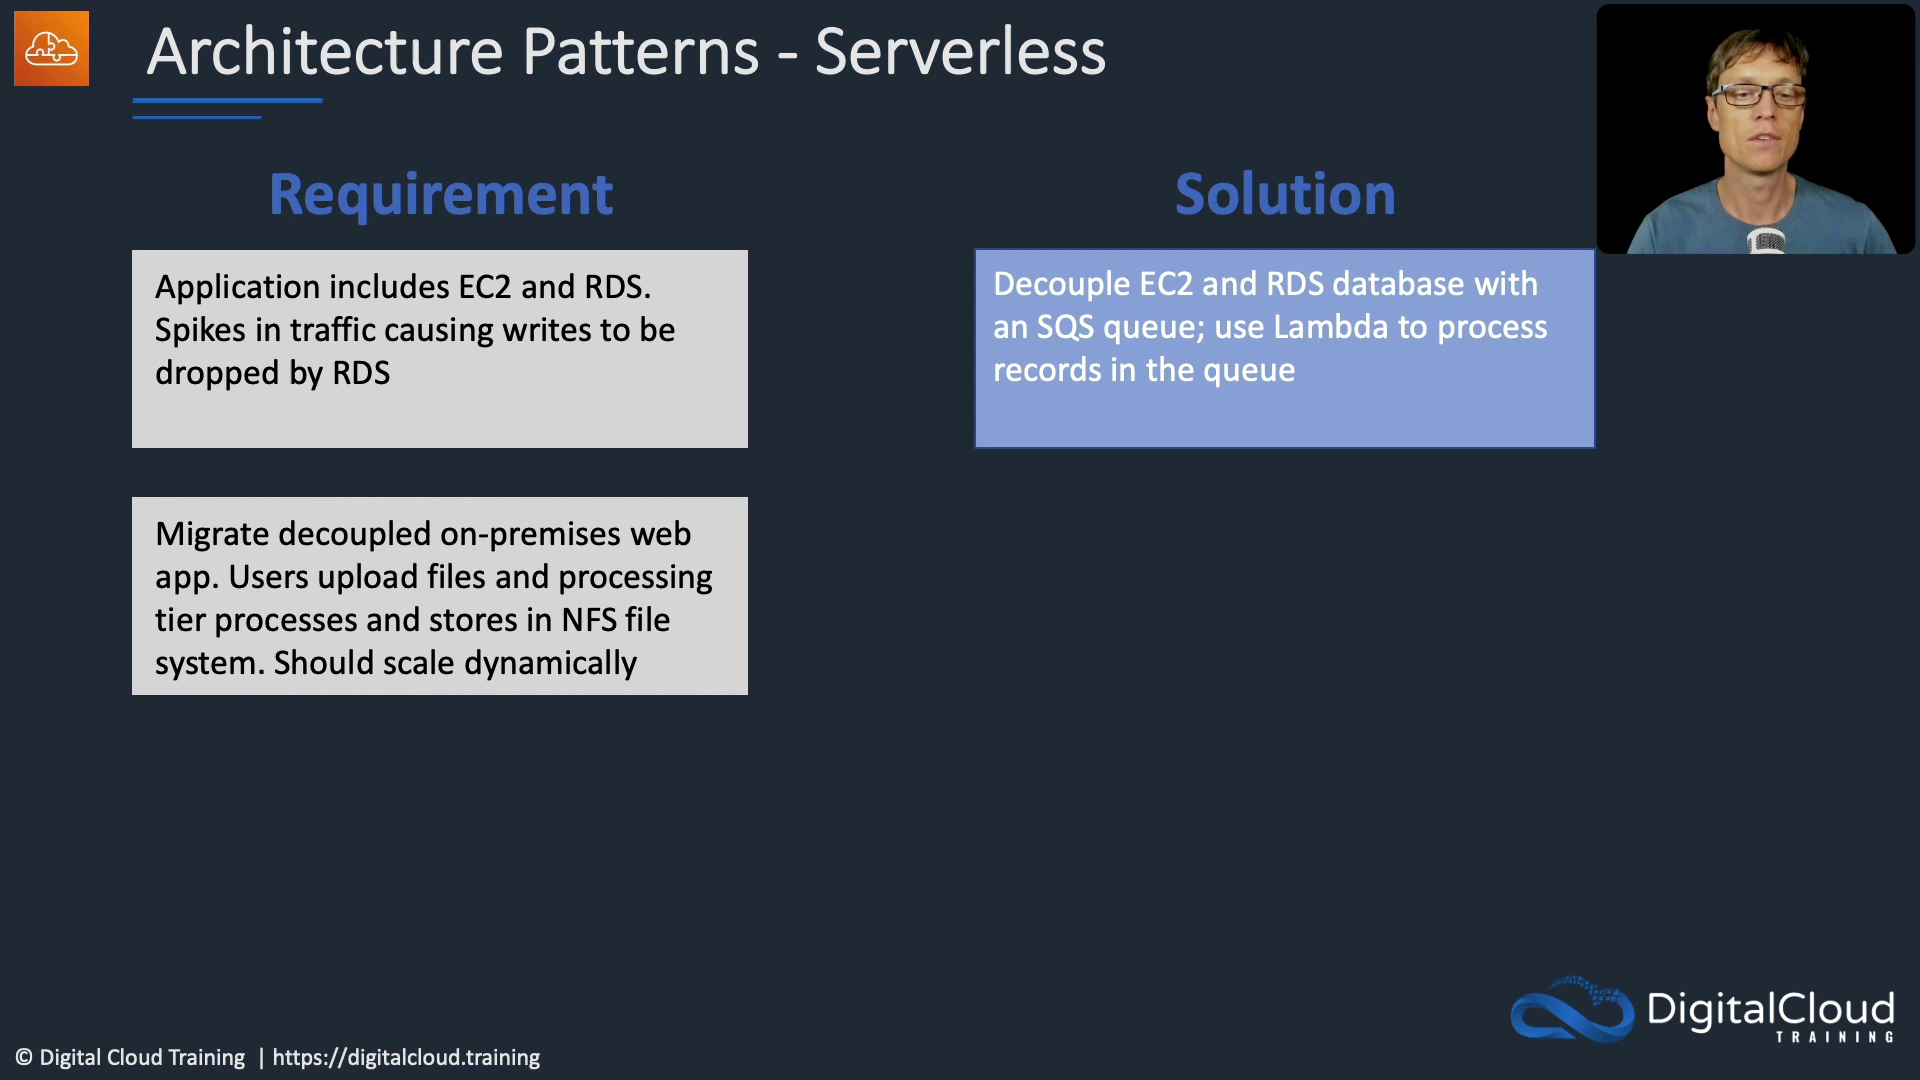 Architecture Patterns - Serverless
Requirement
Solution
Application includes EC2 and RDS.
Spikes in traffic causing writes to be
dropped by RDS
Decouple EC2 and RDS database with
an SQS queue; use Lambda to process
records in the queue
Migrate decoupled on-premises web
app. Users upload files and processing
tier processes and stores in NFS file
system. Should scale dynamically
DigitalCloud
TRAINING
© Digital Cloud Training | https://digitalcloud.training